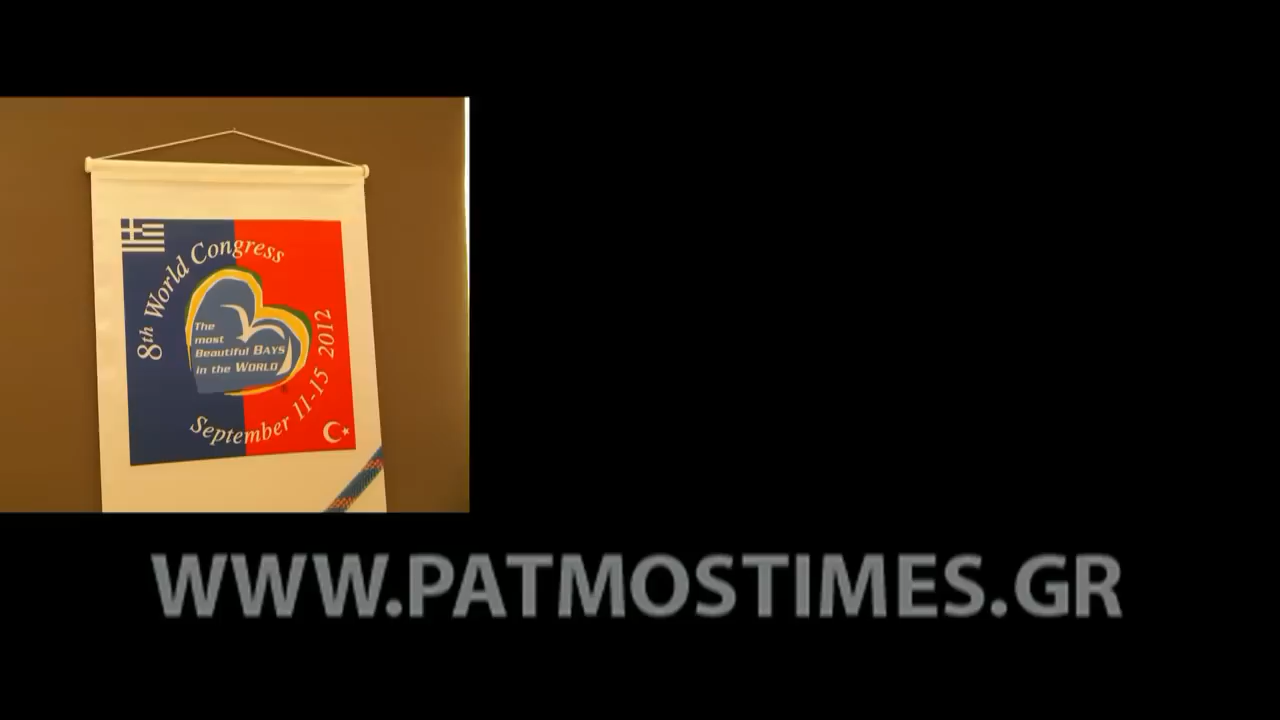 8th World Congress
The
most
Beautiful BAYS
in the WORLD
September 11-15 2012
WWW.PATMOSTIMES.GR